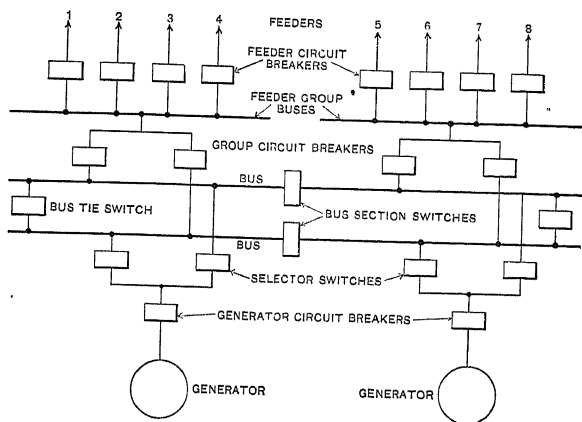 1 2 3 4 FEEDERS 5 6 7 8
FEEDER CIRCUIT
BREAKERS
FEEDER GROUP
BUSES
GROUP CIRCUIT BREAKERS
BUS
BUS TIE SWITCH
BUS SECTION SWITCHES
BUS
SELECTOR SWITCHES
GENERATOR CIRCUIT BREAKERS
GENERATOR
GENERATOR